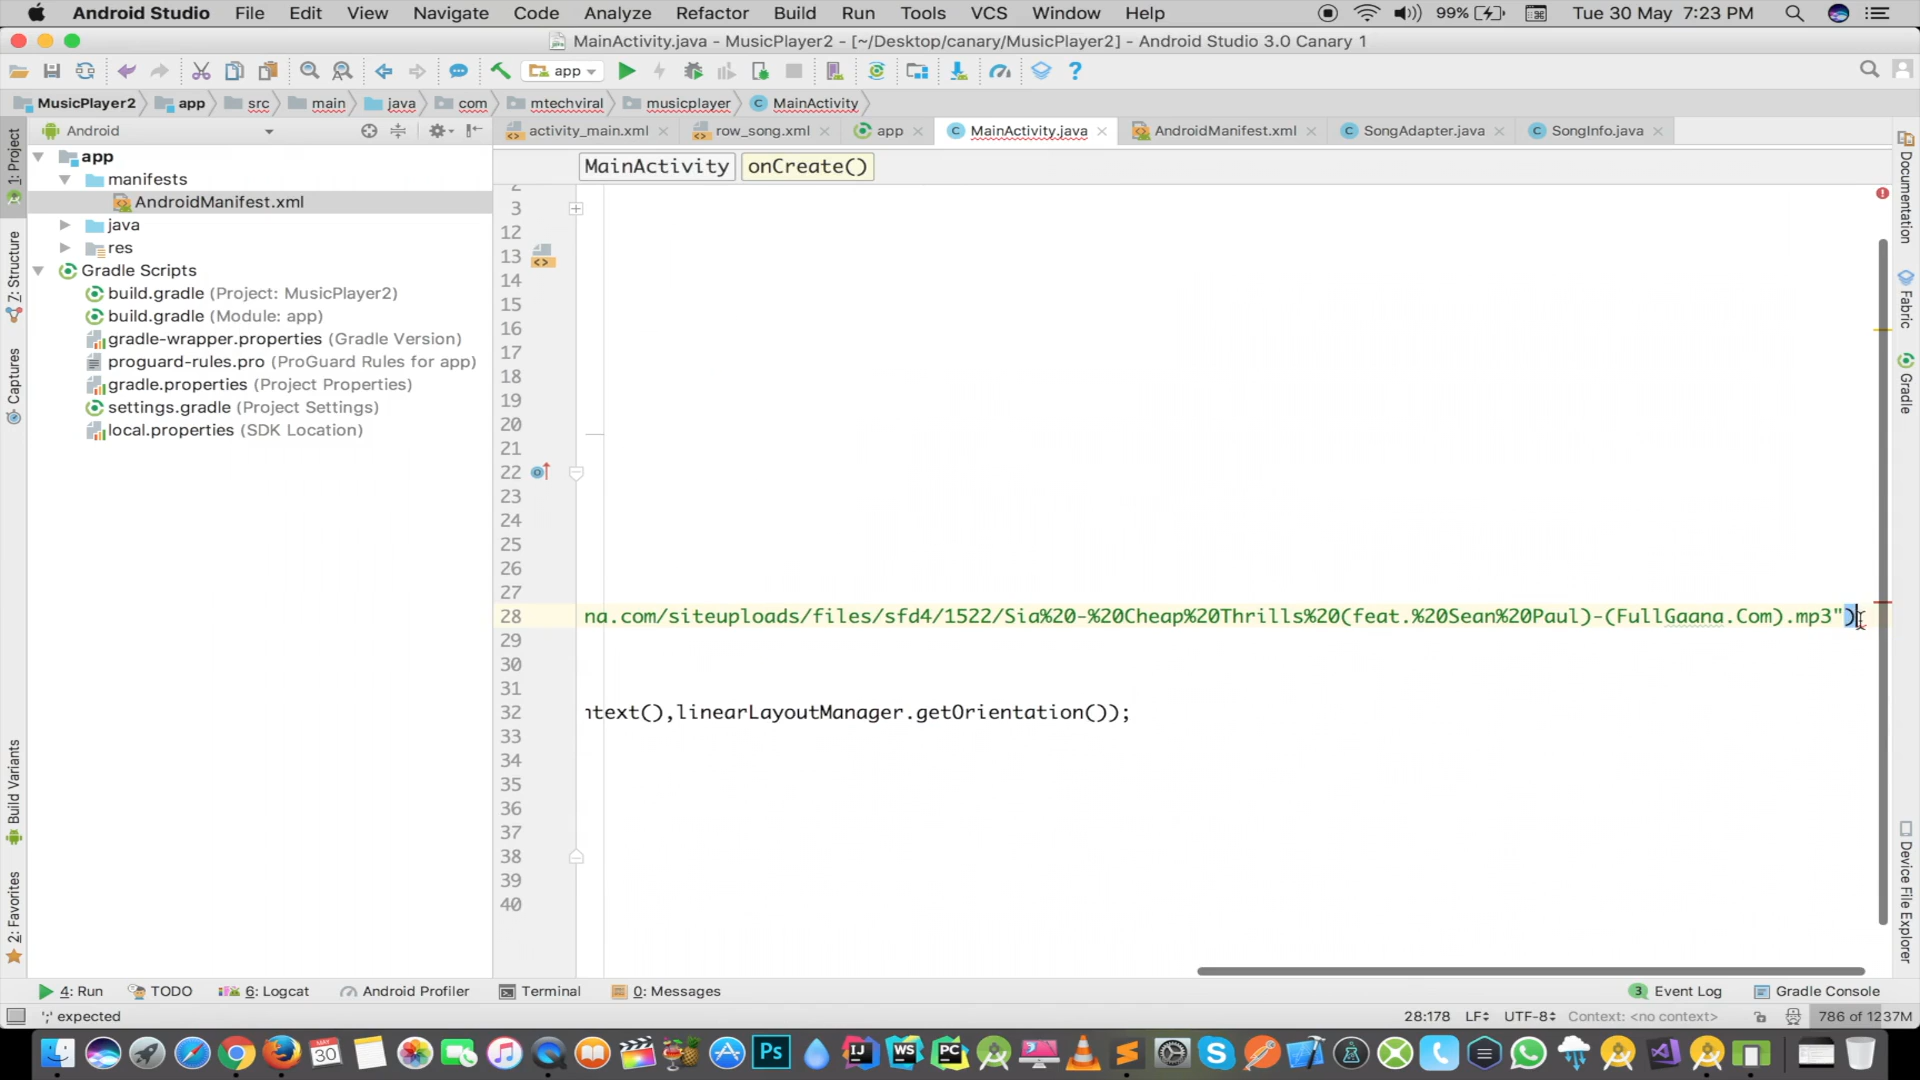 Android Studio File Edit View Navigate Code Analyze Refactor Build Run Tools VCS Window Help 99% Tue 30 May 7:23 PM
MainActivity.java - MusicPlayer2 - [~/Desktop/canary/MusicPlayer2] - Android Studio 3.0 Canary 1
app
MusicPlayer2 app src main java com mtechviral musicplayer MainActivity
Android
activity_main.xml row_song.xml app MainActivity.java AndroidManifest.xml SongAdapter.java SongInfo.java
MainActivity onCreate()
1: Project
Z: Structure
Captures
Build Variants
2: Favorites
app
manifests
AndroidManifest.xml
java
res
Gradle Scripts
build.gradle (Project: MusicPlayer2)
build.gradle (Module: app)
gradle-wrapper.properties (Gradle Version)
proguard-rules.pro (ProGuard Rules for app)
gradle.properties (Project Properties)
settings.gradle (Project Settings)
local.properties (SDK Location)
2
3
12
13
14
15
16
17
18
19
20
21
22
23
24
25
26
27
28 na.com/siteuploads/files/sfd4/1522/Sia%20-%20Cheap%20Thrills%20(feat.%20Sean%20Paul)-(FullGaana.Com).mp3")
29
30
31
32 ntext(),linearLayoutManager.getOrientation());
33
34
35
36
37
38
39
40
Documentation
Fabric
Gradle
Device File Explorer
4: Run TODO 6: Logcat Android Profiler Terminal 0: Messages 3 Event Log Gradle Console
';' expected 28:178 LF UTF-8 Context: <no context> 786 of 1237M
MAY 30 Ps IJ WS PC